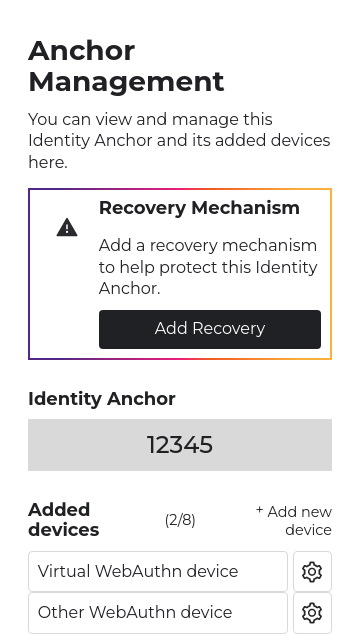 Anchor
Management
You can view and manage this
Identity Anchor and its added devices
here.
Recovery Mechanism
Add a recovery mechanism
to help protect this Identity
Anchor.
Add Recovery
Identity Anchor
12345
Added
devices
(2/8)
+ Add new
device
Virtual WebAuthn device
Other WebAuthn device